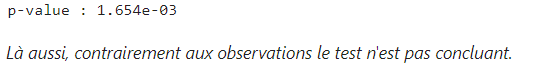 p-value : 1.654e-03
Là aussi, contrairement aux observations le test n'est pas concluant.